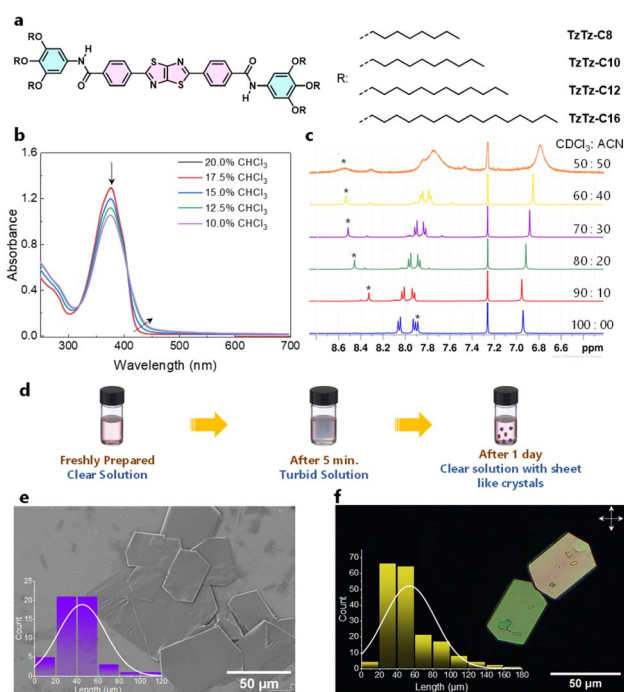 a
RO
RO
RO
H
N
O
S
N
N
S
O
N
H
OR
OR
OR
R:
TzTz-C8
TzTz-C10
TzTz-C12
TzTz-C16
b
Absorbance
1.6
1.2
0.8
0.4
0.0
20.0% CHCl₃
17.5% CHCl₃
15.0% CHCl₃
12.5% CHCl₃
10.0% CHCl₃
300 400 500 600 700
Wavelength (nm)
c
CDCl₃: ACN
* 50 : 50
* 60 : 40
* 70 : 30
* 80 : 20
* 90 : 10
* 100 : 00
8.6 8.4 8.2 8.0 7.8 7.6 7.4 7.2 7.0 6.8 6.6 ppm
d
Freshly Prepared
Clear Solution
After 5 min.
Turbid Solution
After 1 day
Clear solution with sheet
like crystals
e
Count
25
20
15
10
5
0
0 20 40 60 80 100 120
Length (µm)
50 µm
f
Count
70
60
50
40
30
20
10
0
0 20 40 60 80 100 120 140 160 180
Length (µm)
50 µm